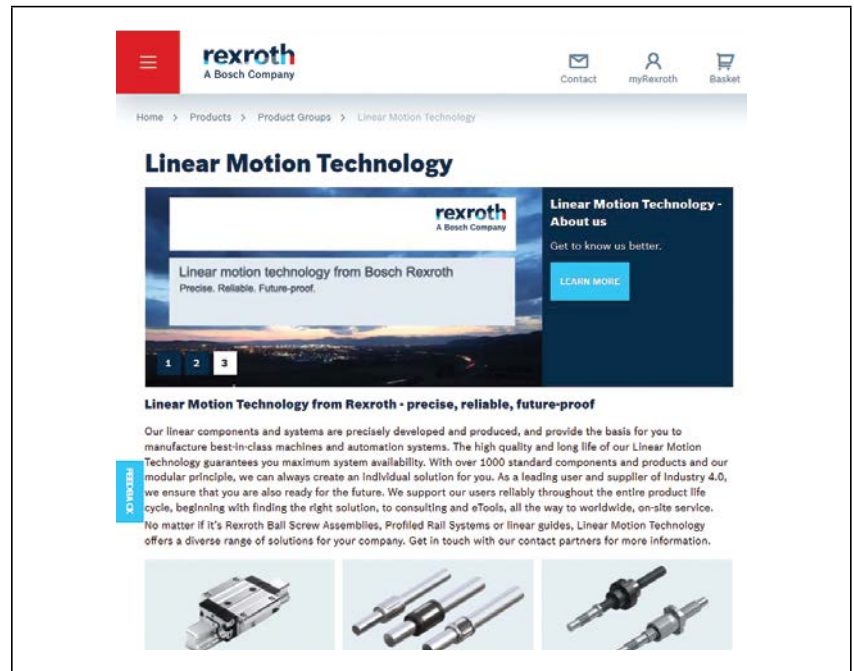 rexroth
A Bosch Company
Contact
myRexroth
Basket
Home > Products > Product Groups > Linear Motion Technology
Linear Motion Technology
rexroth
A Bosch Company
Linear motion technology from Bosch Rexroth
Precise. Reliable. Future-proof.
1 2 3
Linear Motion Technology -
About us
Get to know us better.
LEARN MORE
Linear Motion Technology from Rexroth - precise, reliable, future-proof
Our linear components and systems are precisely developed and produced, and provide the basis for you to
manufacture best-in-class machines and automation systems. The high quality and long life of our Linear Motion
Technology guarantees you maximum system availability. With over 1000 standard components and products and our
modular principle, we can always create an individual solution for you. As a leading user and supplier of Industry 4.0,
we ensure that you are also ready for the future. We support our users reliably throughout the entire product life
cycle, beginning with finding the right solution, to consulting and eTools, all the way to worldwide, on-site service.
No matter if it's Rexroth Ball Screw Assemblies, Profiled Rail Systems or linear guides, Linear Motion Technology
offers a diverse range of solutions for your company. Get in touch with our contact partners for more information.
FEEDBACK